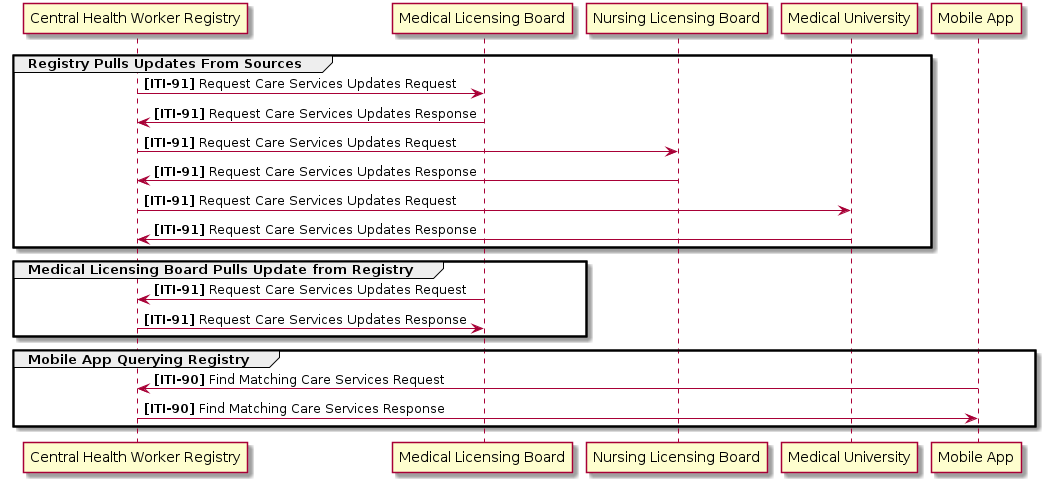 Central Health Worker Registry Medical Licensing Board Nursing Licensing Board Medical University Mobile App
Registry Pulls Updates From Sources
[ITI-91] Request Care Services Updates Request
[ITI-91] Request Care Services Updates Response
[ITI-91] Request Care Services Updates Request
[ITI-91] Request Care Services Updates Response
[ITI-91] Request Care Services Updates Request
[ITI-91] Request Care Services Updates Response
Medical Licensing Board Pulls Update from Registry
[ITI-91] Request Care Services Updates Request
[ITI-91] Request Care Services Updates Response
Mobile App Querying Registry
[ITI-90] Find Matching Care Services Request
[ITI-90] Find Matching Care Services Response
Central Health Worker Registry Medical Licensing Board Nursing Licensing Board Medical University Mobile App